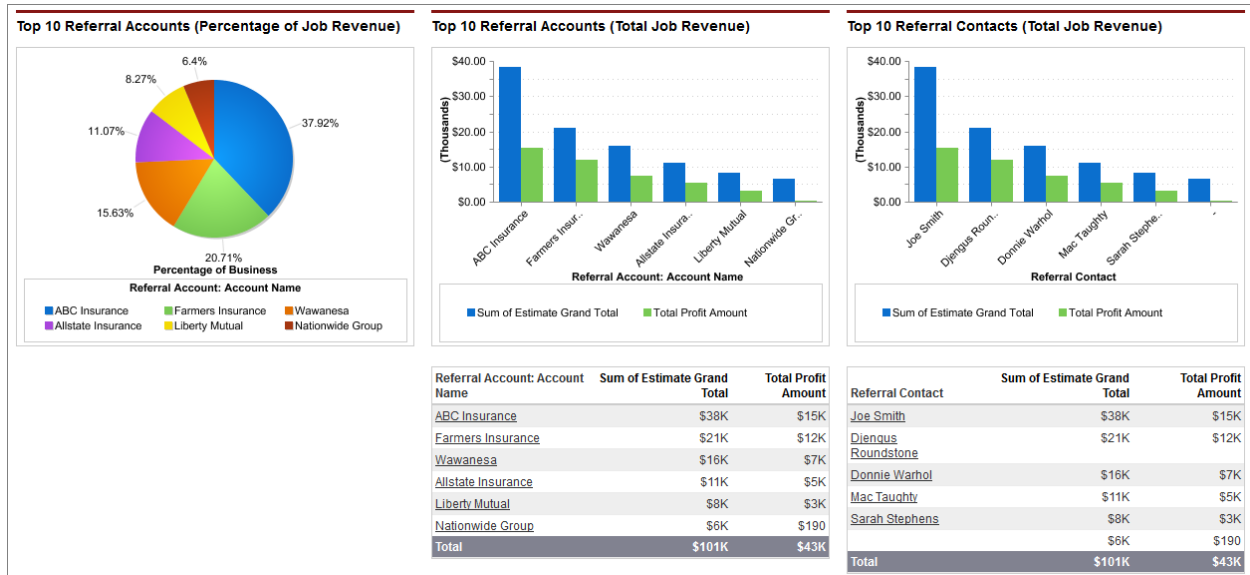 Top 10 Referral Accounts (Percentage of Job Revenue)
6.4%
8.27%
37.92%
11.07%
15.63%
20.71%
Percentage of Business
Referral Account: Account Name
ABC Insurance Farmers Insurance Wawanesa
Allstate Insurance Liberty Mutual Nationwide Group
Top 10 Referral Accounts (Total Job Revenue)
$40.00
$30.00
$20.00
$10.00
$0.00
(Thousands)
ABC Insurance
Farmers Insur..
Wawanesa
Allstate Insura..
Liberty Mutual
Nationwide Gr..
Referral Account: Account Name
Sum of Estimate Grand Total Total Profit Amount
Referral Account: Account Sum of Estimate Grand Total Profit
Name Total Amount
ABC Insurance $38K $15K
Farmers Insurance $21K $12K
Wawanesa $16K $7K
Allstate Insurance $11K $5K
Liberty Mutual $8K $3K
Nationwide Group $6K $190
Total $101K $43K
Top 10 Referral Contacts (Total Job Revenue)
$40.00
$30.00
$20.00
$10.00
$0.00
(Thousands)
Joe Smith
Djengus Roun..
Donnie Warhol
Mac Taughty
Sarah Stephe..
-
Referral Contact
Sum of Estimate Grand Total Total Profit Amount
Sum of Estimate Grand Total Profit
Referral Contact Total Amount
Joe Smith $38K $15K
Djengus $21K $12K
Roundstone
Donnie Warhol $16K $7K
Mac Taughty $11K $5K
Sarah Stephens $8K $3K
$6K $190
Total $101K $43K